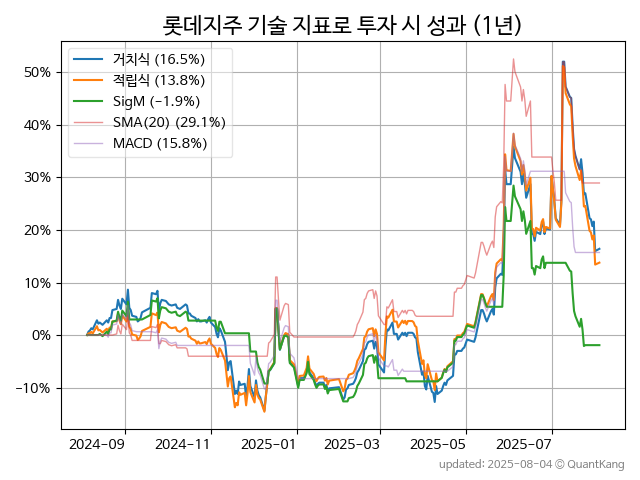 롯데지주 기술 지표로 투자 시 성과 (1년)
거치식 (16.5%)
적립식 (13.8%)
SigM (−1.9%)
SMA(20) (29.1%)
MACD (15.8%)
50%
40%
30%
20%
10%
0%
−10%
2024-09 2024-11 2025-01 2025-03 2025-05 2025-07
updated: 2025-08-04 © QuantKang